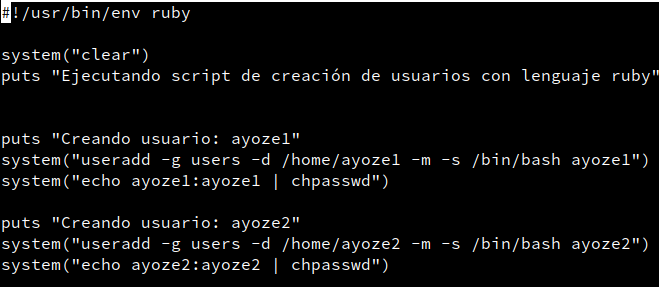 #!/usr/bin/env ruby
system("clear")
puts "Ejecutando script de creación de usuarios con lenguaje ruby"
puts "Creando usuario: ayoze1"
system("useradd -g users -d /home/ayoze1 -m -s /bin/bash ayoze1")
system("echo ayoze1:ayoze1 | chpasswd")
puts "Creando usuario: ayoze2"
system("useradd -g users -d /home/ayoze2 -m -s /bin/bash ayoze2")
system("echo ayoze2:ayoze2 | chpasswd")